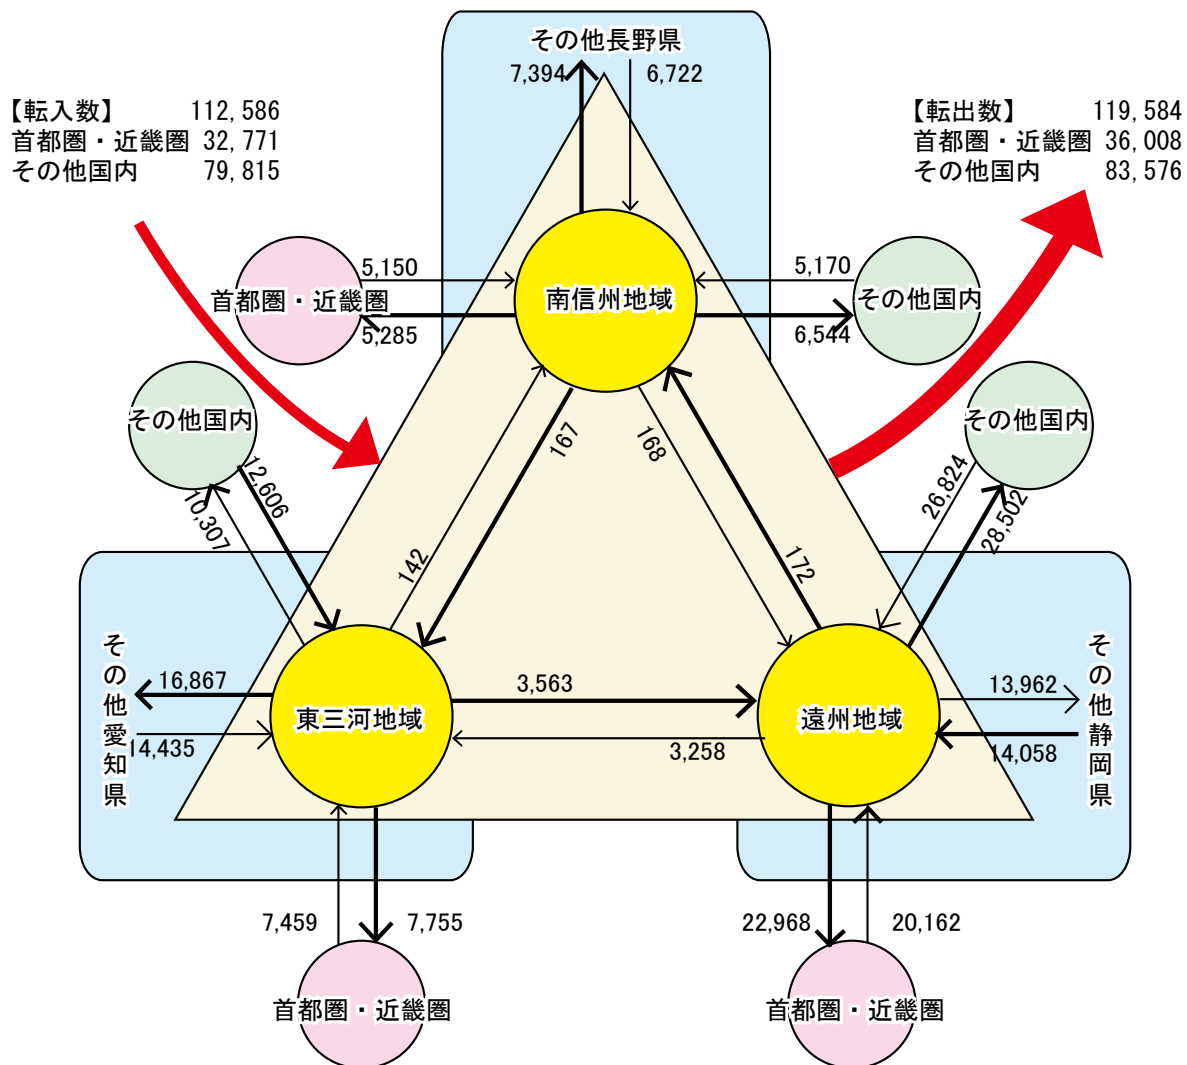 その他長野県
7,394
6,722
【転入数】 112,586
首都圏・近畿圏 32,771
その他国内 79,815
【転出数】 119,584
首都圏・近畿圏 36,008
その他国内 83,576
5,150
首都圏・近畿圏
5,285
南信州地域
5,170
その他国内
6,544
その他国内
12,606
10,307
その他国内
26,824
28,502
167
168
142
172
その他愛知県
16,867
14,435
東三河地域
3,563
3,258
遠州地域
13,962
14,058
その他静岡県
7,459
7,755
首都圏・近畿圏
22,968
20,162
首都圏・近畿圏